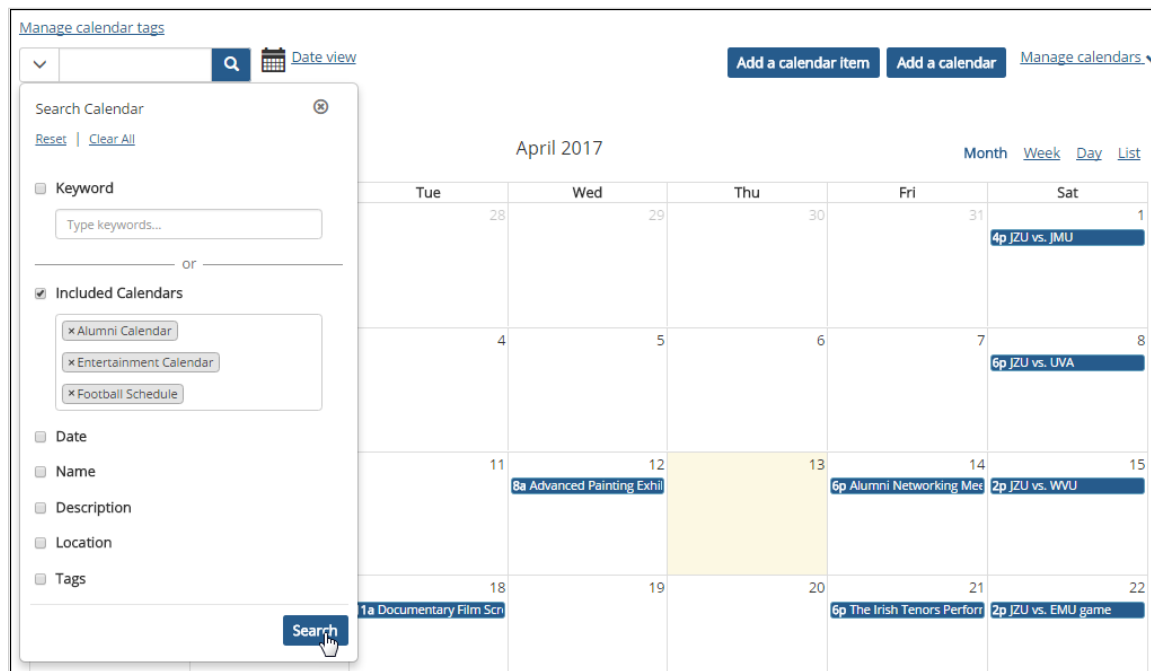 Manage calendar tags
Date view
Add a calendar item
Add a calendar
Manage calendars
Search Calendar
Reset | Clear All
Keyword
Type keywords...
or
Included Calendars
×Alumni Calendar
×Entertainment Calendar
×Football Schedule
Date
Name
Description
Location
Tags
Search
April 2017
Month Week Day List
Tue Wed Thu Fri Sat
28 29 30 31 1
4p JZU vs. JMU
4 5 6 7 8
6p JZU vs. UVA
11 12 13 14 15
8a Advanced Painting Exhil
6p Alumni Networking Mee
2p JZU vs. WVU
18 19 20 21 22
1a Documentary Film Scr
6p The Irish Tenors Perforr
2p JZU vs. EMU game